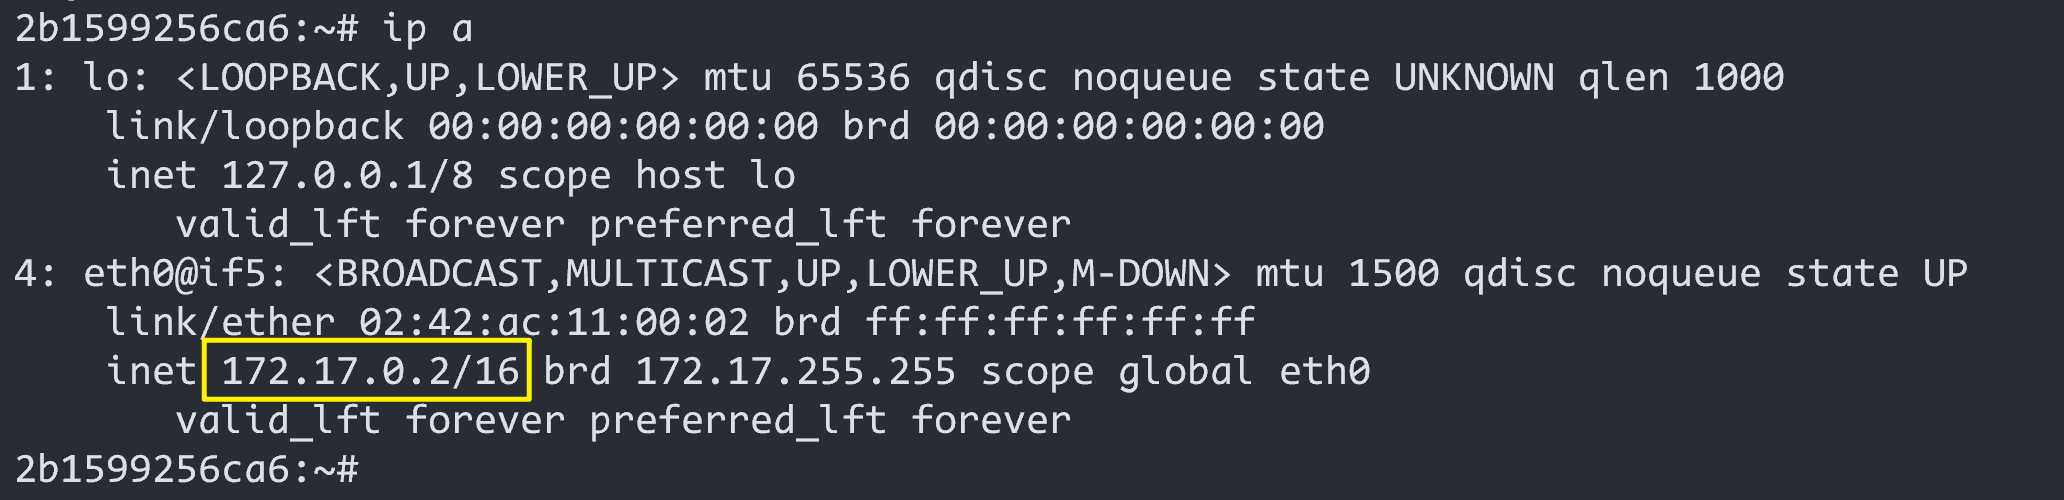 2b1599256ca6:~# ip a
1: lo: <LOOPBACK,UP,LOWER_UP> mtu 65536 qdisc noqueue state UNKNOWN qlen 1000
    link/loopback 00:00:00:00:00:00 brd 00:00:00:00:00:00
    inet 127.0.0.1/8 scope host lo
       valid_lft forever preferred_lft forever
4: eth0@if5: <BROADCAST,MULTICAST,UP,LOWER_UP,M-DOWN> mtu 1500 qdisc noqueue state UP
    link/ether 02:42:ac:11:00:02 brd ff:ff:ff:ff:ff:ff
    inet 172.17.0.2/16 brd 172.17.255.255 scope global eth0
       valid_lft forever preferred_lft forever
2b1599256ca6:~#